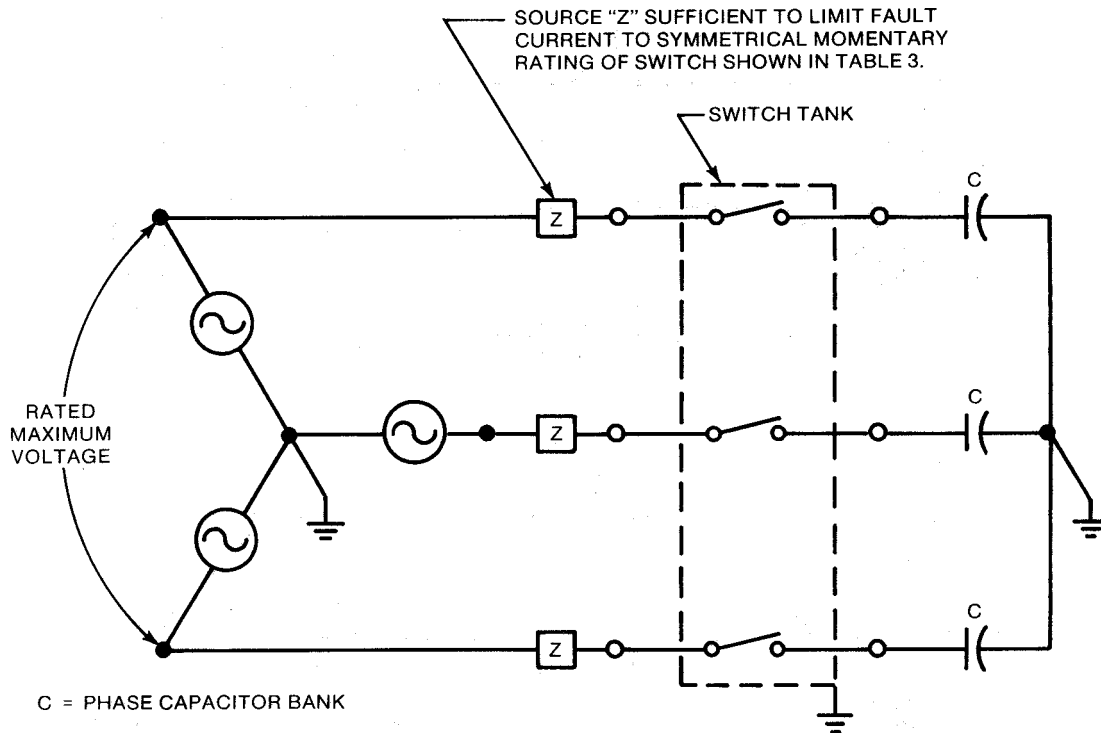 SOURCE “Z” SUFFICIENT TO LIMIT FAULT
CURRENT TO SYMMETRICAL MOMENTARY
RATING OF SWITCH SHOWN IN TABLE 3.
SWITCH TANK
C
Z
RATED
MAXIMUM
VOLTAGE
C
Z
C
Z
C = PHASE CAPACITOR BANK